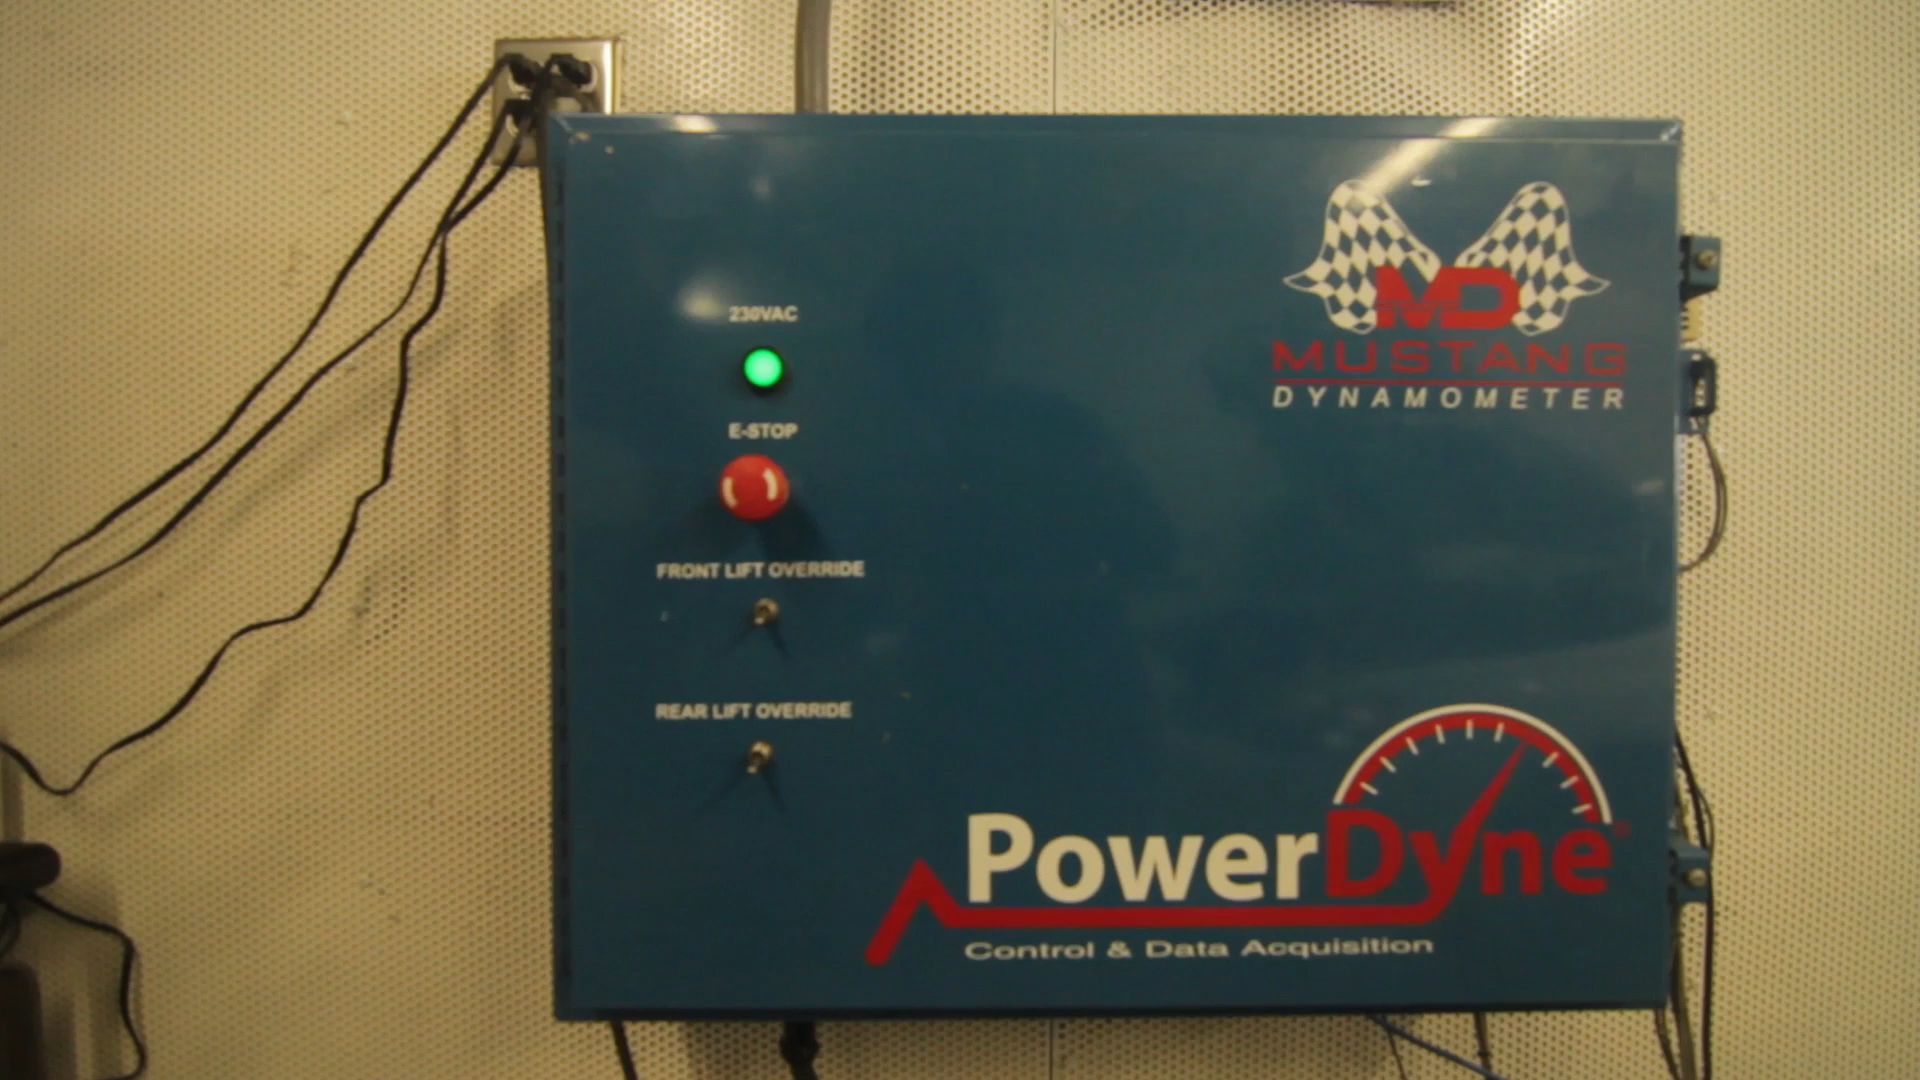 230VAC
E-STOP
FRONT LIFT OVERRIDE
REAR LIFT OVERRIDE
MD
MUSTANG
DYNAMOMETER
PowerDyne®
Control & Data Acquisition